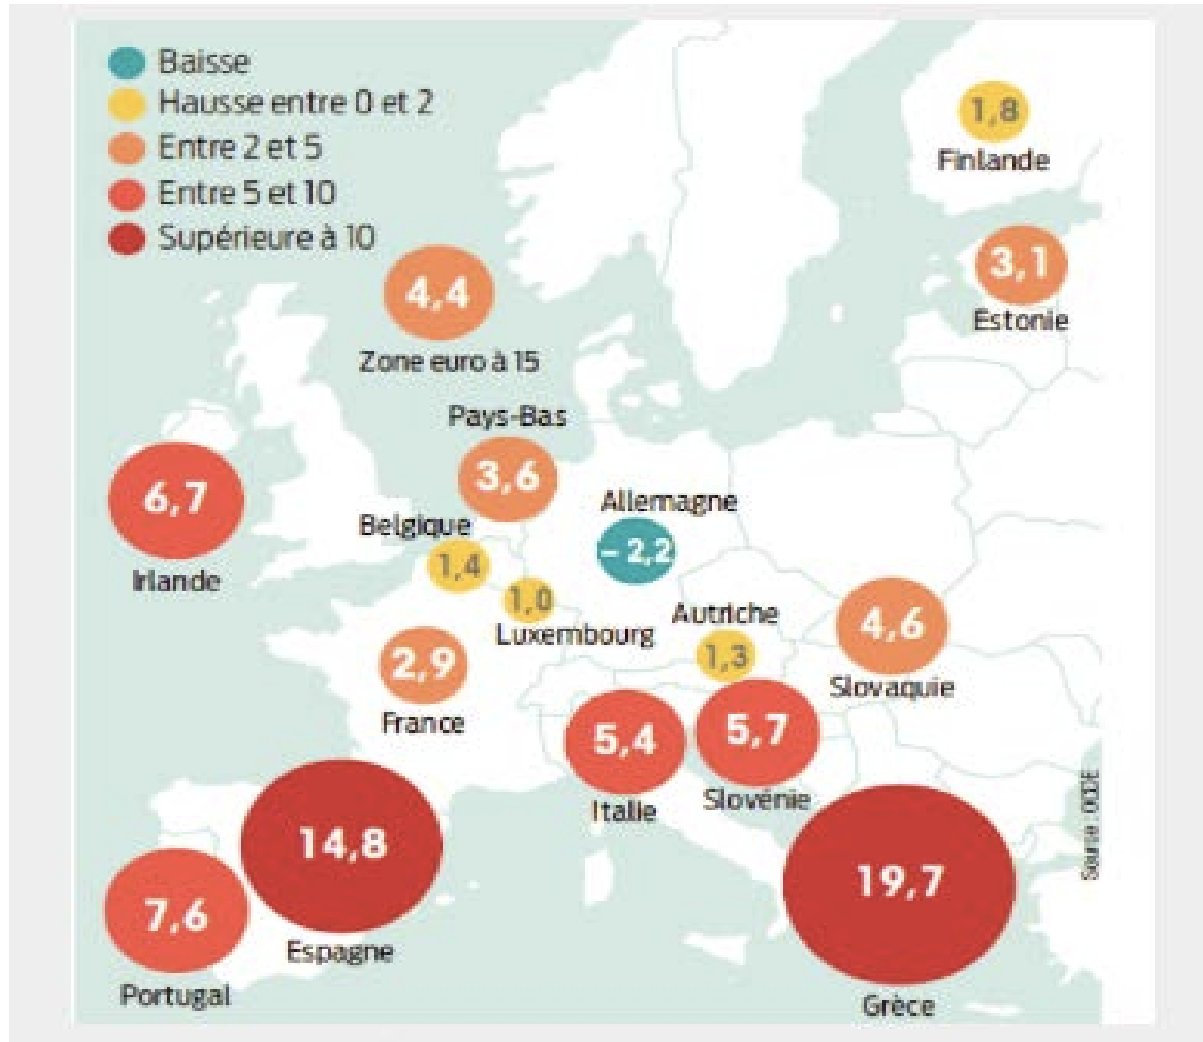 Baisse
Hausse entre 0 et 2
Entre 2 et 5
Entre 5 et 10
Supérieure à 10
1,8
Finlande
3,1
Estonie
4,4
Zone euro à 15
Pays-Bas
3,6
6,7
Irlande
Allemagne
– 2,2
Belgique
1,4
1,0
Luxembourg
Autriche
1,3
4,6
Slovaquie
2,9
France
5,4
Italie
5,7
Slovénie
14,8
Espagne
19,7
Grèce
7,6
Portugal
Source : OCDE